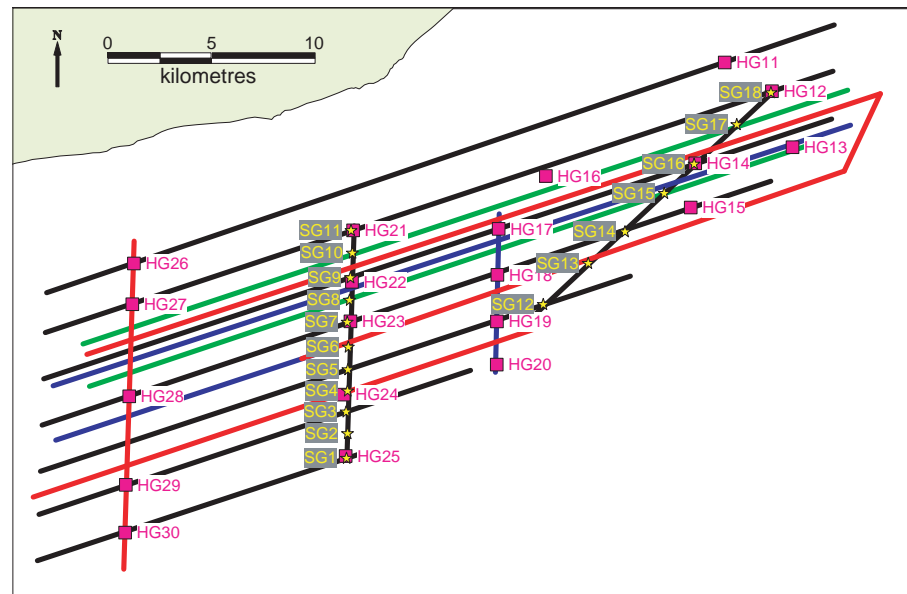 N
0 5 10
kilometres
HG11
SG18 HG12
SG17
HG13
SG16 HG14
HG16
SG15
HG15
SG11 HG21
HG17
SG14
SG10
HG26
SG13
SG9 HG22
HG18
SG8
HG27
SG12
SG7 HG23
HG19
SG6
HG20
SG5
SG4 HG24
HG28
SG3
SG2
SG1 HG25
HG29
HG30